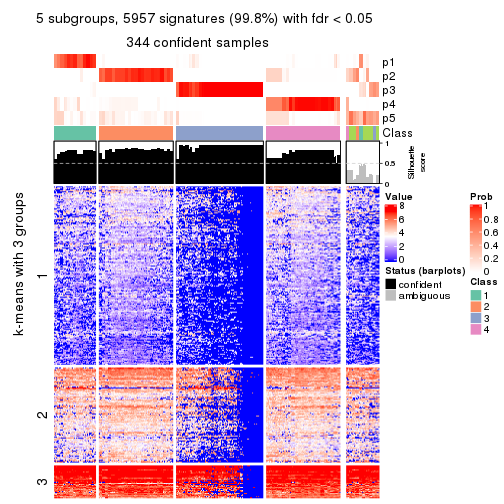 5 subgroups, 5957 signatures (99.8%) with fdr < 0.05
344 confident samples
p1
p2
p3
p4
p5
Class
1
0.5
0
Silhouette
score
k-means with 3 groups
1
2
3
Value
8
6
4
2
0
Status (barplots)
confident
ambiguous
Prob
1
0.8
0.6
0.4
0.2
0
Class
1
2
3
4